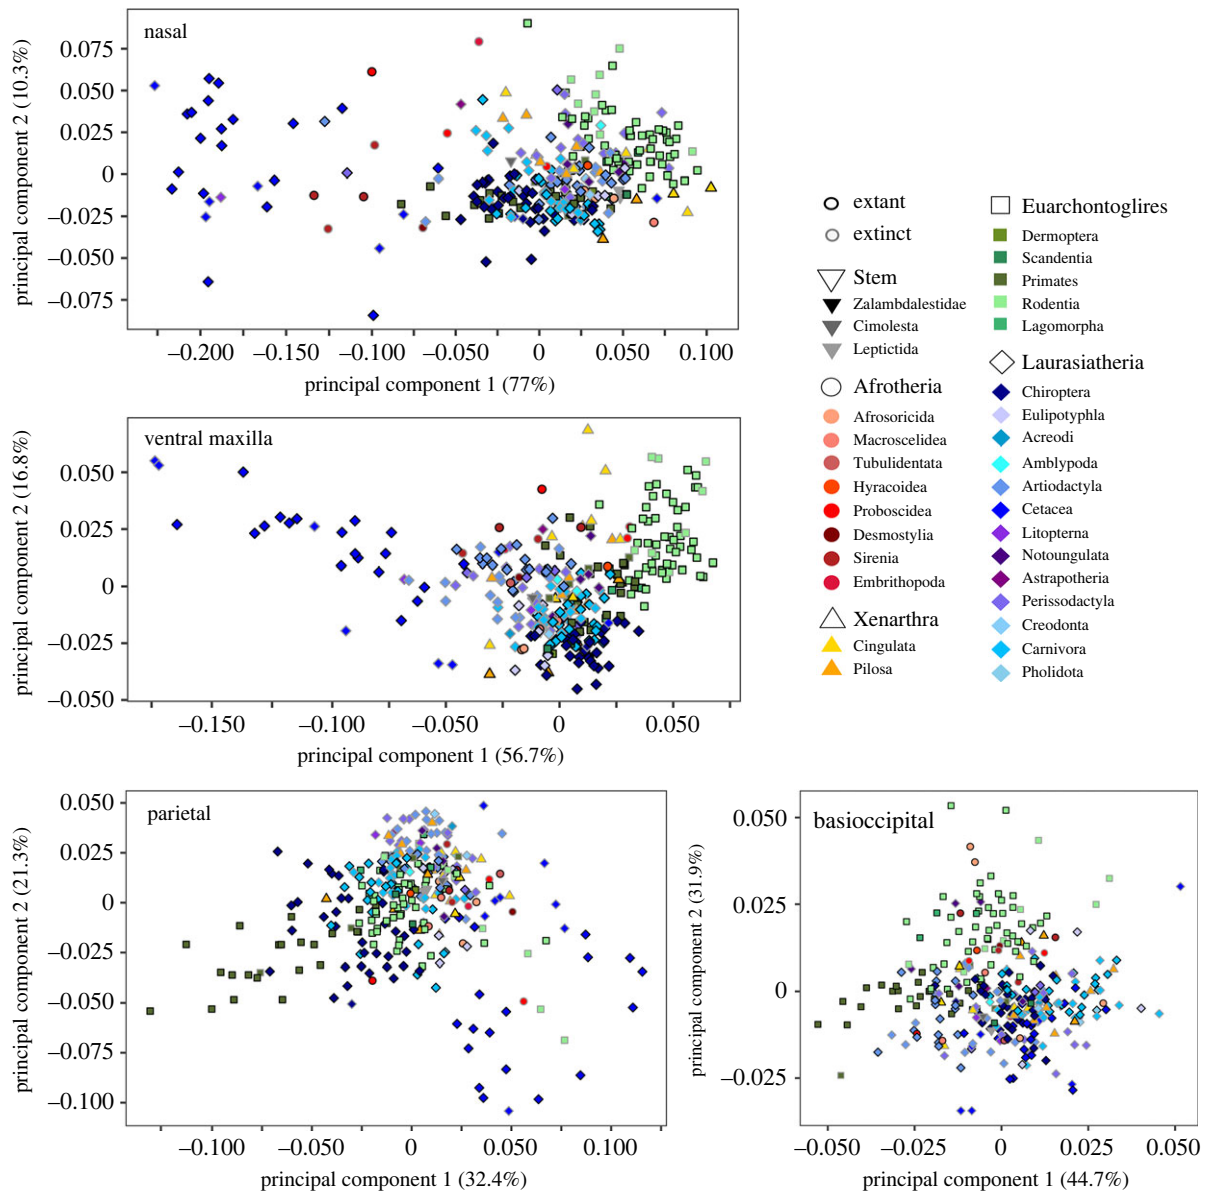 nasal
principal component 2 (10.3%)
0.075
0.050
0.025
0
−0.025
−0.050
−0.075
−0.200
−0.150
−0.100
−0.050
0
0.050
0.100
principal component 1 (77%)
ventral maxilla
principal component 2 (16.8%)
0.050
0.025
0
−0.025
−0.050
−0.150
−0.100
−0.050
0
0.050
principal component 1 (56.7%)
extant
extinct
Stem
Zalambdalestidae
Cimolesta
Leptictida
Afrotheria
Afrosoricida
Macroscelidea
Tubulidentata
Hyracoidea
Proboscidea
Desmostylia
Sirenia
Embrithopoda
Xenarthra
Cingulata
Pilosa
Euarchontoglires
Dermoptera
Scandentia
Primates
Rodentia
Lagomorpha
Laurasiatheria
Chiroptera
Eulipotyphla
Acreodi
Amblypoda
Artiodactyla
Cetacea
Litopterna
Notoungulata
Astrapotheria
Perissodactyla
Creodonta
Carnivora
Pholidota
parietal
principal component 2 (21.3%)
0.050
0.025
0
−0.025
−0.050
−0.075
−0.100
−0.100
−0.050
0
0.050
0.100
principal component 1 (32.4%)
basioccipital
principal component 2 (31.9%)
0.050
0.025
0
−0.025
−0.050
−0.025
0
0.025
0.050
principal component 1 (44.7%)